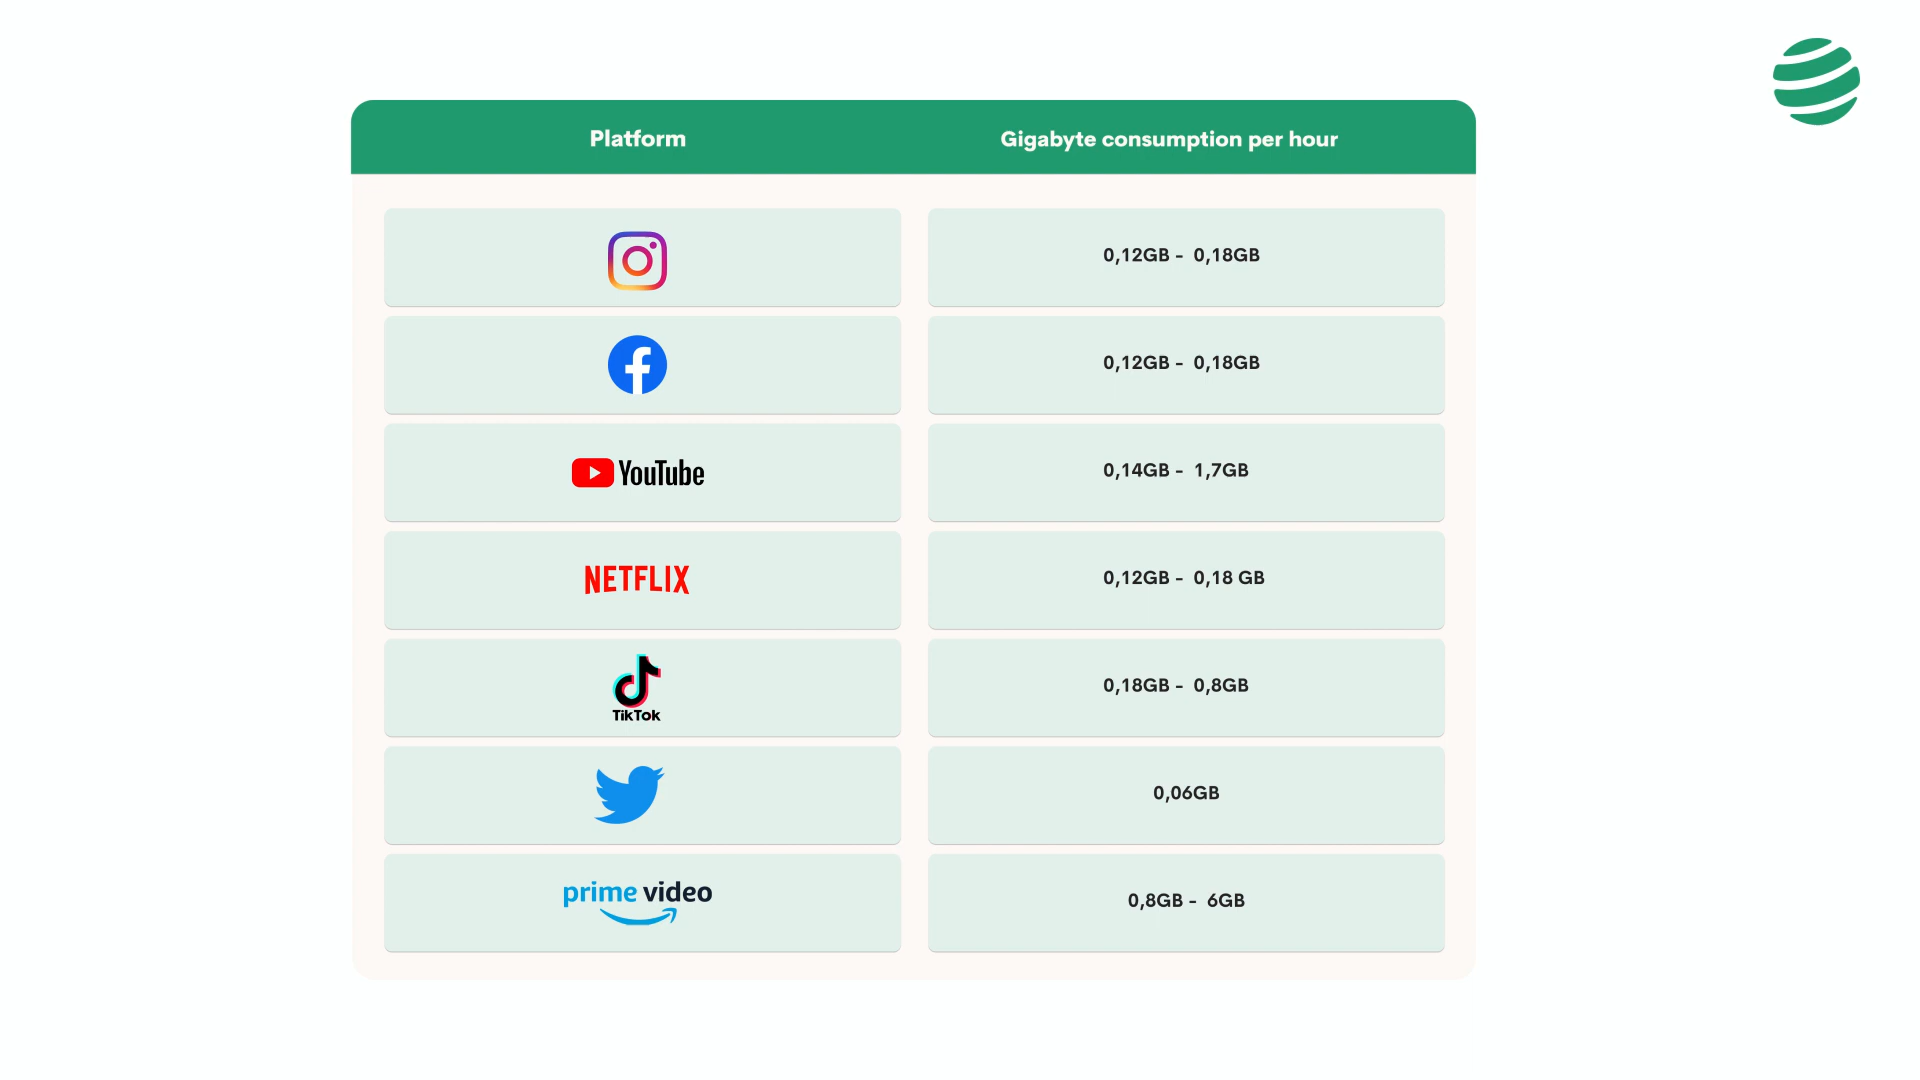 Platform Gigabyte consumption per hour
0,12GB - 0,18GB
0,12GB - 0,18GB
YouTube 0,14GB - 1,7GB
NETFLIX 0,12GB - 0,18 GB
0,18GB - 0,8GB
TikTok
0,06GB
prime video 0,8GB - 6GB